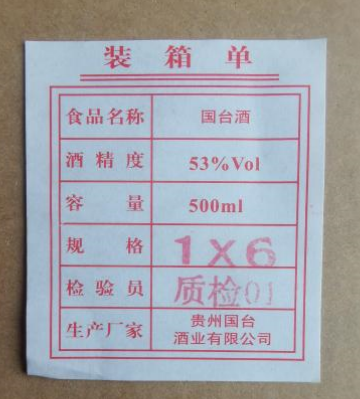 装箱单
食品名称 国台酒
酒精度 53%Vol
容量 500ml
规格 1X6
检验员 质检01
生产厂家 贵州国台
酒业有限公司